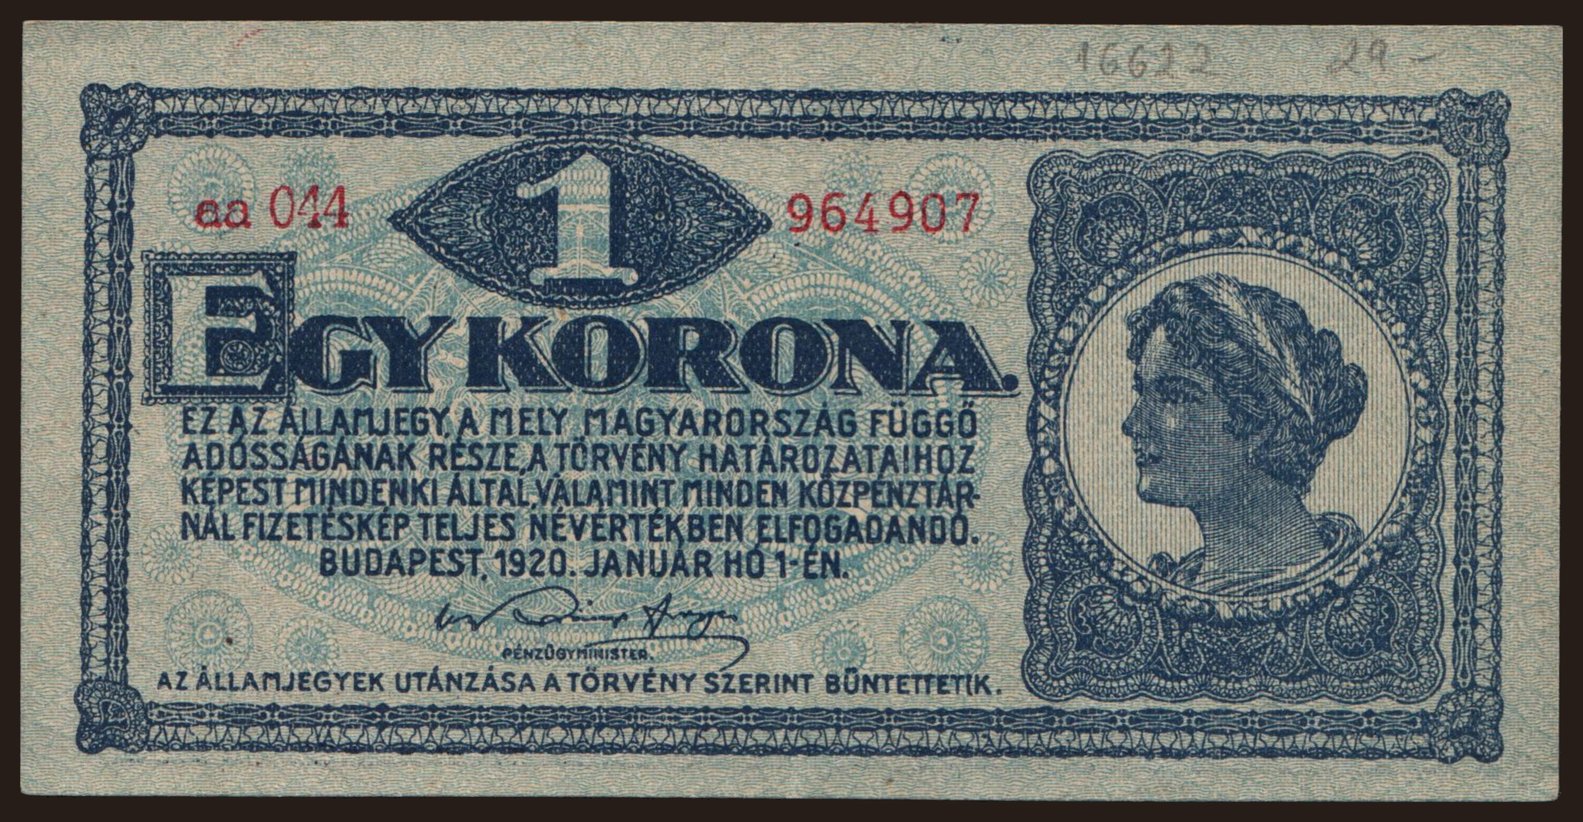 16622 29-
aa 044 1 964907
EGY KORONA.
EZ AZ ÁLLAMJEGY, A MELY MAGYARORSZÁG FÜGGŐ
ADÓSSÁGÁNAK RÉSZE, A TÖRVÉNY HATÁROZATAIHOZ
KÉPEST MINDENKI ÁLTAL, VALAMINT MINDEN KÖZPÉNZTÁR-
NÁL FIZETÉSKÉP TELJES NÉVÉRTÉKBEN ELFOGADANDÓ.
BUDAPEST, 1920. JANUÁR HÓ 1-ÉN.
PÉNZÜGYMINISTER.
AZ ÁLLAMJEGYEK UTÁNZÁSA A TÖRVÉNY SZERINT BÜNTETTETIK.